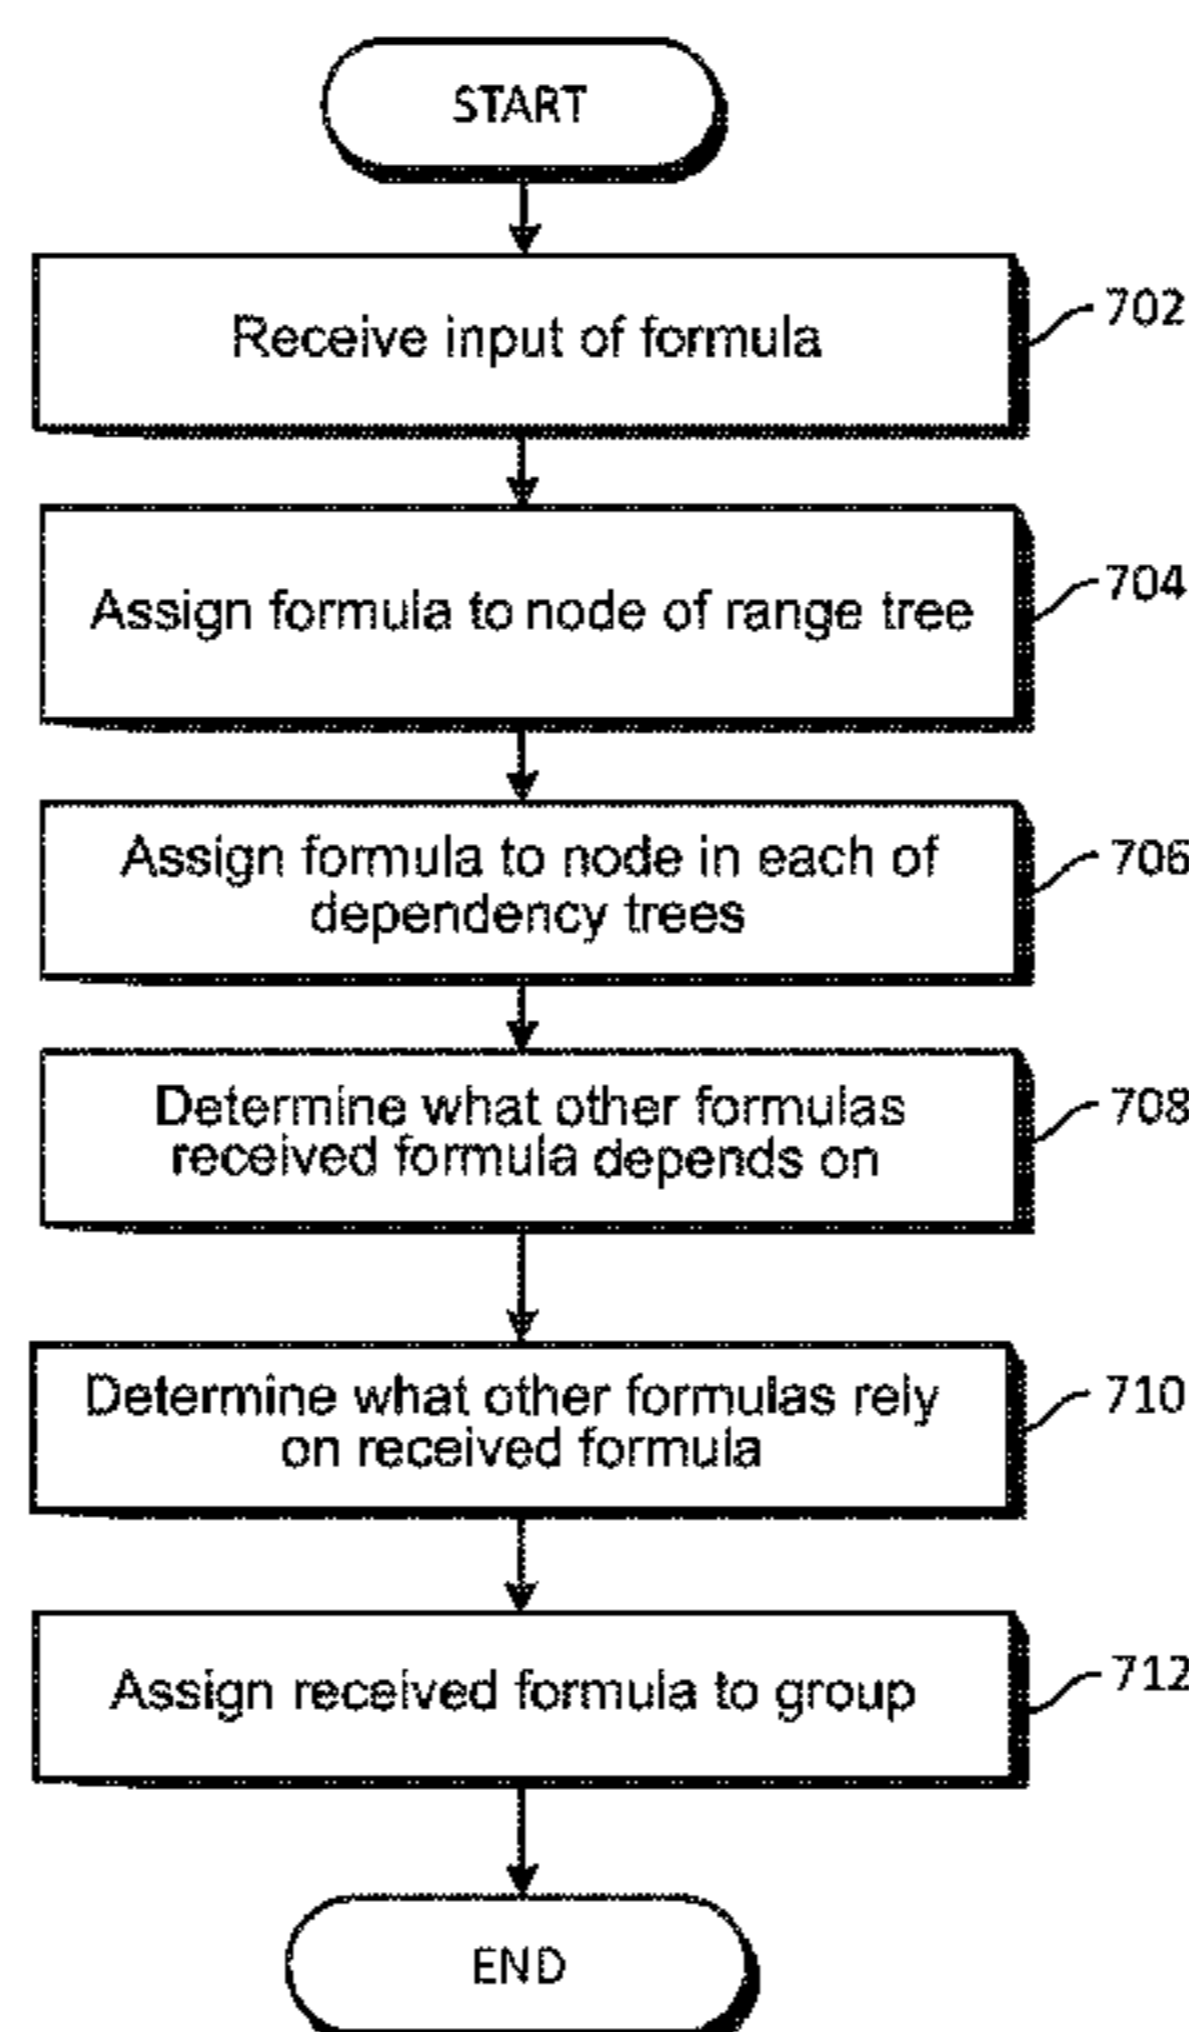 START
Receive input of formula
702
Assign formula to node of range tree
704
Assign formula to node in each of
dependency trees
706
Determine what other formulas
received formula depends on
708
Determine what other formulas rely
on received formula
710
Assign received formula to group
712
END